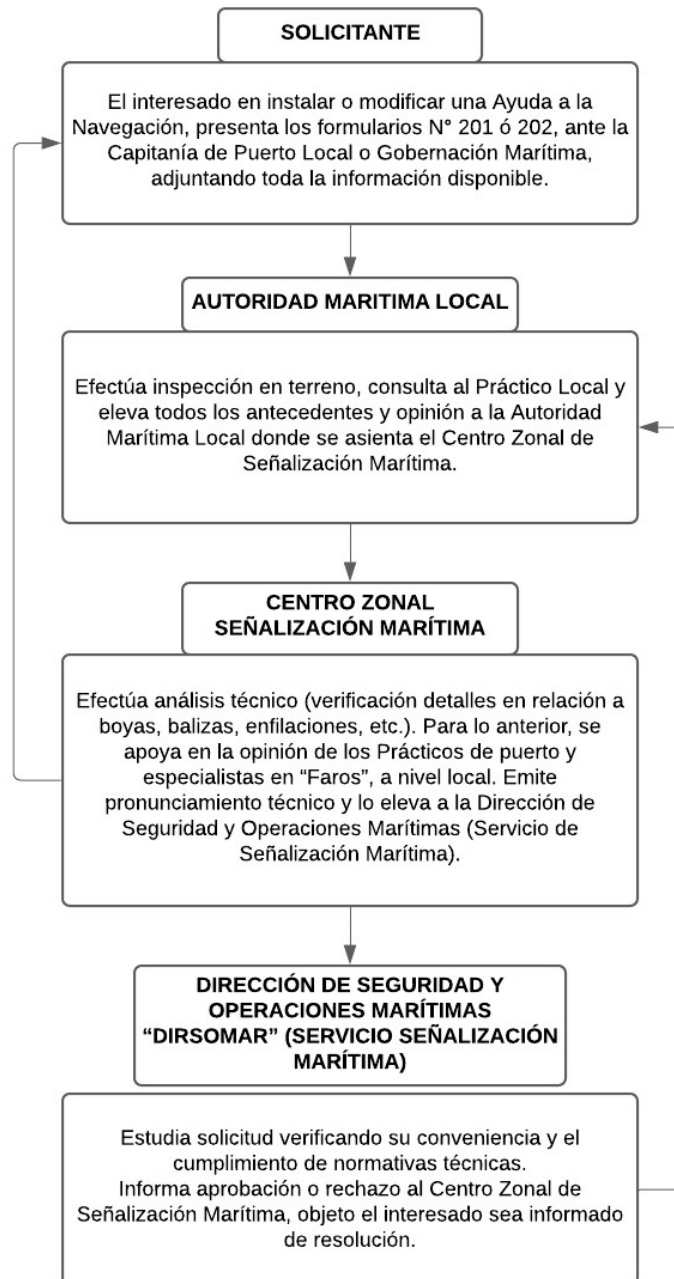 SOLICITANTE
El interesado en instalar o modificar una Ayuda a la
Navegación, presenta los formularios N° 201 ó 202, ante la
Capitanía de Puerto Local o Gobernación Marítima,
adjuntando toda la información disponible.
AUTORIDAD MARITIMA LOCAL
Efectúa inspección en terreno, consulta al Práctico Local y
eleva todos los antecedentes y opinión a la Autoridad
Marítima Local donde se asienta el Centro Zonal de
Señalización Marítima.
CENTRO ZONAL
SEÑALIZACIÓN MARÍTIMA
Efectúa análisis técnico (verificación detalles en relación a
boyas, balizas, enfilaciones, etc.). Para lo anterior, se
apoya en la opinión de los Prácticos de puerto y
especialistas en “Faros”, a nivel local. Emite
pronunciamiento técnico y lo eleva a la Dirección de
Seguridad y Operaciones Marítimas (Servicio de
Señalización Marítima).
DIRECCIÓN DE SEGURIDAD Y
OPERACIONES MARÍTIMAS
“DIRSOMAR” (SERVICIO SEÑALIZACIÓN
MARÍTIMA)
Estudia solicitud verificando su conveniencia y el
cumplimiento de normativas técnicas.
Informa aprobación o rechazo al Centro Zonal de
Señalización Marítima, objeto el interesado sea informado
de resolución.